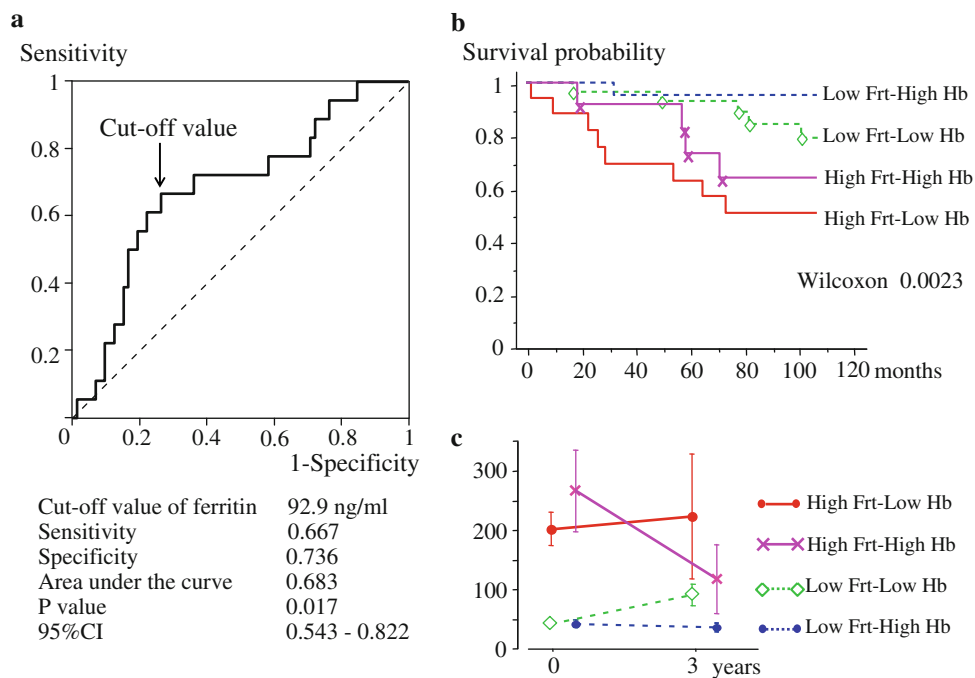 a
Sensitivity
1
0.8
0.6
0.4
0.2
Cut-off value
0 0.2 0.4 0.6 0.8 1
1-Specificity
Cut-off value of ferritin 92.9 ng/ml
Sensitivity 0.667
Specificity 0.736
Area under the curve 0.683
P value 0.017
95%CI 0.543 - 0.822
b
Survival probability
1
0.8
0.6
0.4
0.2
0
Low Frt-High Hb
Low Frt-Low Hb
High Frt-High Hb
High Frt-Low Hb
Wilcoxon 0.0023
0 20 40 60 80 100 120 months
c
300
200
100
0
0 3 years
High Frt-Low Hb
High Frt-High Hb
Low Frt-Low Hb
Low Frt-High Hb